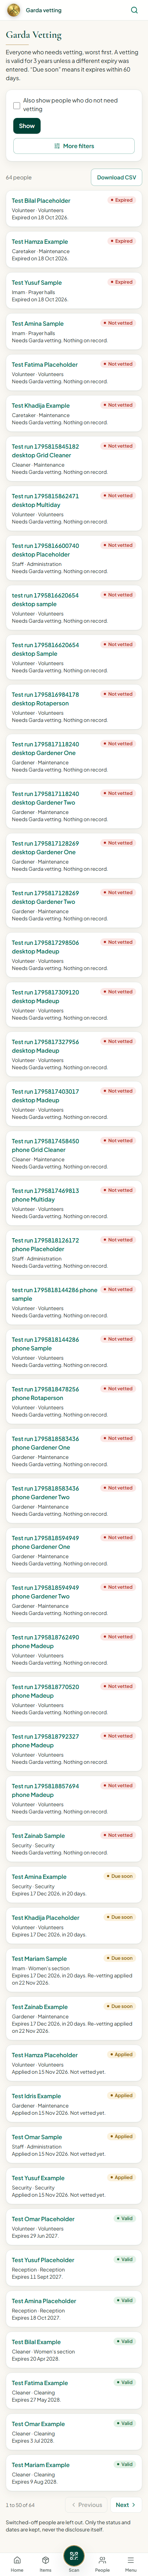 Garda vetting
Garda Vetting
Everyone who needs vetting, worst first. A vetting
is valid for 3 years unless a different expiry was
entered. “Due soon” means it expires within 60
days.
Also show people who do not need
vetting
Show
More filters
64 people
Download CSV
Test Bilal Placeholder
Expired
Volunteer · Volunteers
Expired on 18 Oct 2026.
Test Hamza Example
Expired
Caretaker · Maintenance
Expired on 18 Oct 2026.
Test Yusuf Sample
Expired
Imam · Prayer halls
Expired on 18 Oct 2026.
Test Amina Sample
Not vetted
Imam · Prayer halls
Needs Garda vetting. Nothing on record.
Test Fatima Placeholder
Not vetted
Volunteer · Volunteers
Needs Garda vetting. Nothing on record.
Test Khadija Example
Not vetted
Caretaker · Maintenance
Needs Garda vetting. Nothing on record.
Test run 1795815845182
Not vetted
desktop Grid Cleaner
Cleaner · Maintenance
Needs Garda vetting. Nothing on record.
Test run 1795815862471
Not vetted
desktop Multiday
Volunteer · Volunteers
Needs Garda vetting. Nothing on record.
Test run 1795816600740
Not vetted
desktop Placeholder
Staff · Administration
Needs Garda vetting. Nothing on record.
test run 1795816620654
Not vetted
desktop sample
Volunteer · Volunteers
Needs Garda vetting. Nothing on record.
Test run 1795816620654
Not vetted
desktop Sample
Volunteer · Volunteers
Needs Garda vetting. Nothing on record.
Test run 1795816984178
Not vetted
desktop Rotaperson
Volunteer · Volunteers
Needs Garda vetting. Nothing on record.
Test run 1795817118240
Not vetted
desktop Gardener One
Gardener · Maintenance
Needs Garda vetting. Nothing on record.
Test run 1795817118240
Not vetted
desktop Gardener Two
Gardener · Maintenance
Needs Garda vetting. Nothing on record.
Test run 1795817128269
Not vetted
desktop Gardener One
Gardener · Maintenance
Needs Garda vetting. Nothing on record.
Test run 1795817128269
Not vetted
desktop Gardener Two
Gardener · Maintenance
Needs Garda vetting. Nothing on record.
Test run 1795817298506
Not vetted
desktop Madeup
Volunteer · Volunteers
Needs Garda vetting. Nothing on record.
Test run 1795817309120
Not vetted
desktop Madeup
Volunteer · Volunteers
Needs Garda vetting. Nothing on record.
Test run 1795817327956
Not vetted
desktop Madeup
Volunteer · Volunteers
Needs Garda vetting. Nothing on record.
Test run 1795817403017
Not vetted
desktop Madeup
Volunteer · Volunteers
Needs Garda vetting. Nothing on record.
Test run 1795817458450
Not vetted
phone Grid Cleaner
Cleaner · Maintenance
Needs Garda vetting. Nothing on record.
Test run 1795817469813
Not vetted
phone Multiday
Volunteer · Volunteers
Needs Garda vetting. Nothing on record.
Test run 1795818126172
Not vetted
phone Placeholder
Staff · Administration
Needs Garda vetting. Nothing on record.
test run 1795818144286 phone
Not vetted
sample
Volunteer · Volunteers
Needs Garda vetting. Nothing on record.
Test run 1795818144286
Not vetted
phone Sample
Volunteer · Volunteers
Needs Garda vetting. Nothing on record.
Test run 1795818478256
Not vetted
phone Rotaperson
Volunteer · Volunteers
Needs Garda vetting. Nothing on record.
Test run 1795818583436
Not vetted
phone Gardener One
Gardener · Maintenance
Needs Garda vetting. Nothing on record.
Test run 1795818583436
Not vetted
phone Gardener Two
Gardener · Maintenance
Needs Garda vetting. Nothing on record.
Test run 1795818594949
Not vetted
phone Gardener One
Gardener · Maintenance
Needs Garda vetting. Nothing on record.
Test run 1795818594949
Not vetted
phone Gardener Two
Gardener · Maintenance
Needs Garda vetting. Nothing on record.
Test run 1795818762490
Not vetted
phone Madeup
Volunteer · Volunteers
Needs Garda vetting. Nothing on record.
Test run 1795818770520
Not vetted
phone Madeup
Volunteer · Volunteers
Needs Garda vetting. Nothing on record.
Test run 1795818792327
Not vetted
phone Madeup
Volunteer · Volunteers
Needs Garda vetting. Nothing on record.
Test run 1795818857694
Not vetted
phone Madeup
Volunteer · Volunteers
Needs Garda vetting. Nothing on record.
Test Zainab Sample
Not vetted
Security · Security
Needs Garda vetting. Nothing on record.
Test Amina Example
Due soon
Security · Security
Expires 17 Dec 2026, in 20 days.
Test Khadija Placeholder
Due soon
Volunteer · Volunteers
Expires 17 Dec 2026, in 20 days.
Test Mariam Sample
Due soon
Imam · Women's section
Expires 17 Dec 2026, in 20 days. Re-vetting applied
on 22 Nov 2026.
Test Zainab Example
Due soon
Gardener · Maintenance
Expires 17 Dec 2026, in 20 days. Re-vetting applied
on 22 Nov 2026.
Test Hamza Placeholder
Applied
Volunteer · Volunteers
Applied on 15 Nov 2026. Not vetted yet.
Test Idris Example
Applied
Gardener · Maintenance
Applied on 15 Nov 2026. Not vetted yet.
Test Omar Sample
Applied
Staff · Administration
Applied on 15 Nov 2026. Not vetted yet.
Test Yusuf Example
Applied
Security · Security
Applied on 15 Nov 2026. Not vetted yet.
Test Omar Placeholder
Valid
Volunteer · Volunteers
Expires 29 Jun 2027.
Test Yusuf Placeholder
Valid
Reception · Reception
Expires 11 Sept 2027.
Test Amina Placeholder
Valid
Reception · Reception
Expires 18 Oct 2027.
Test Bilal Example
Valid
Cleaner · Women's section
Expires 20 Apr 2028.
Test Fatima Example
Valid
Cleaner · Cleaning
Expires 27 May 2028.
Test Omar Example
Valid
Cleaner · Cleaning
Expires 3 Jul 2028.
Test Mariam Example
Valid
Cleaner · Cleaning
Expires 9 Aug 2028.
1 to 50 of 64
Previous
Next
Switched-off people are left out. Only the status and
dates are kept, never the disclosure itself.
Home
Items
Scan
People
Menu